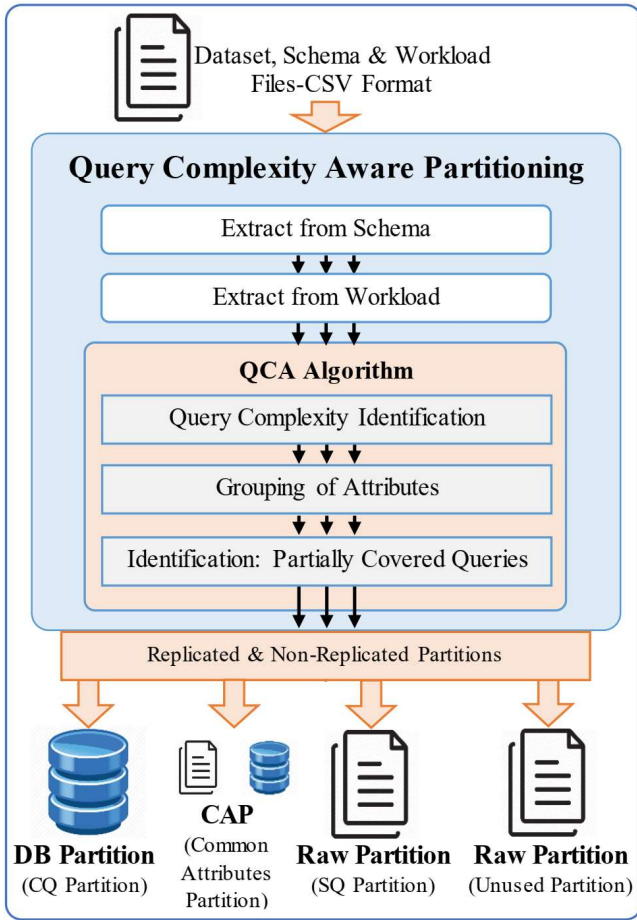 Dataset, Schema & Workload
Files-CSV Format
Query Complexity Aware Partitioning
Extract from Schema
Extract from Workload
QCA Algorithm
Query Complexity Identification
Grouping of Attributes
Identification: Partially Covered Queries
Replicated & Non-Replicated Partitions
DB Partition
(CQ Partition)
CAP
(Common
Attributes
Partition)
Raw Partition
(SQ Partition)
Raw Partition
(Unused Partition)